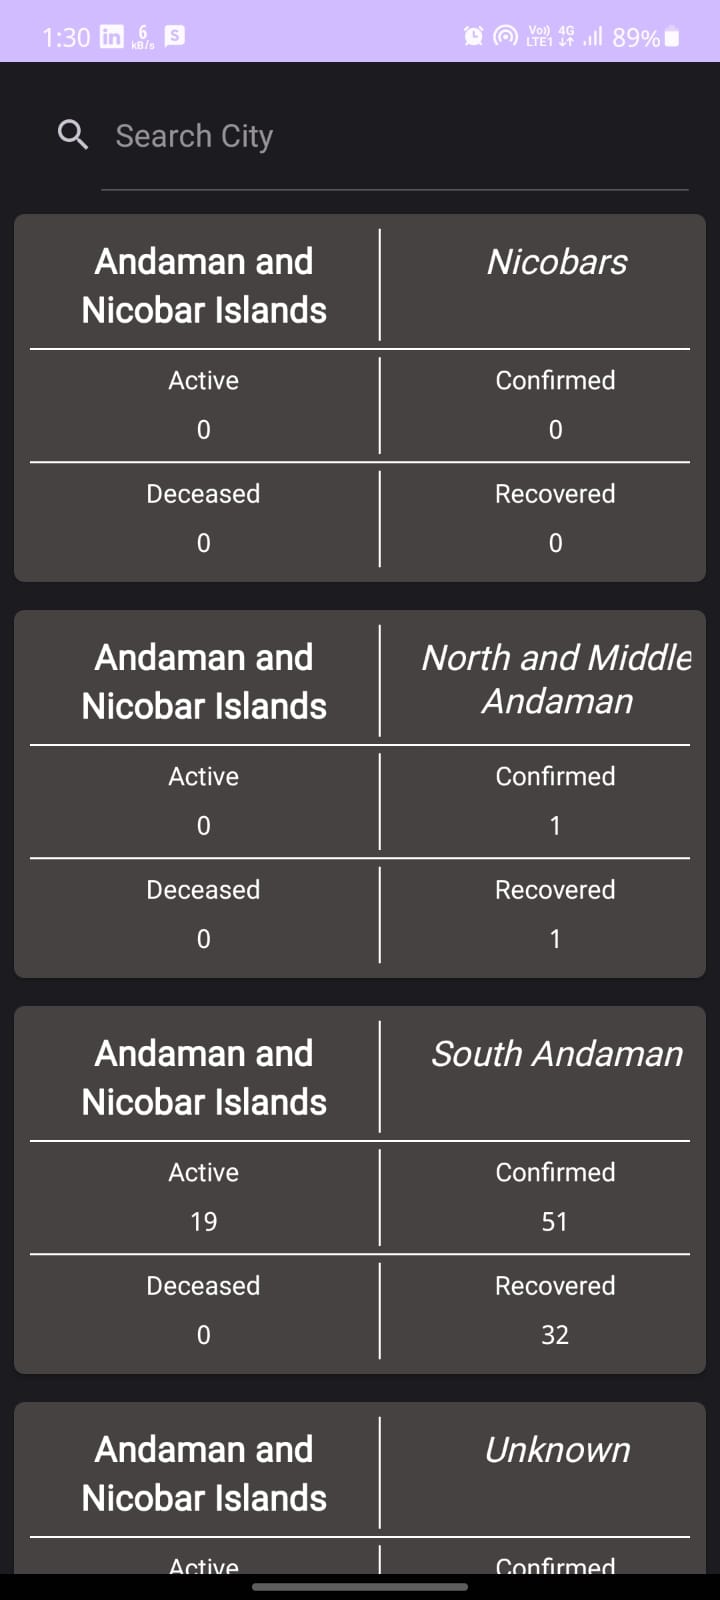 1:30 in 6 kB/s S Vo) LTE1 4G 89%
Search City
Andaman and
Nicobar Islands
Nicobars
Active
Confirmed
0
0
Deceased
Recovered
0
0
Andaman and
Nicobar Islands
North and Middle
Andaman
Active
Confirmed
0
1
Deceased
Recovered
0
1
Andaman and
Nicobar Islands
South Andaman
Active
Confirmed
19
51
Deceased
Recovered
0
32
Andaman and
Nicobar Islands
Unknown
Active
Confirmed